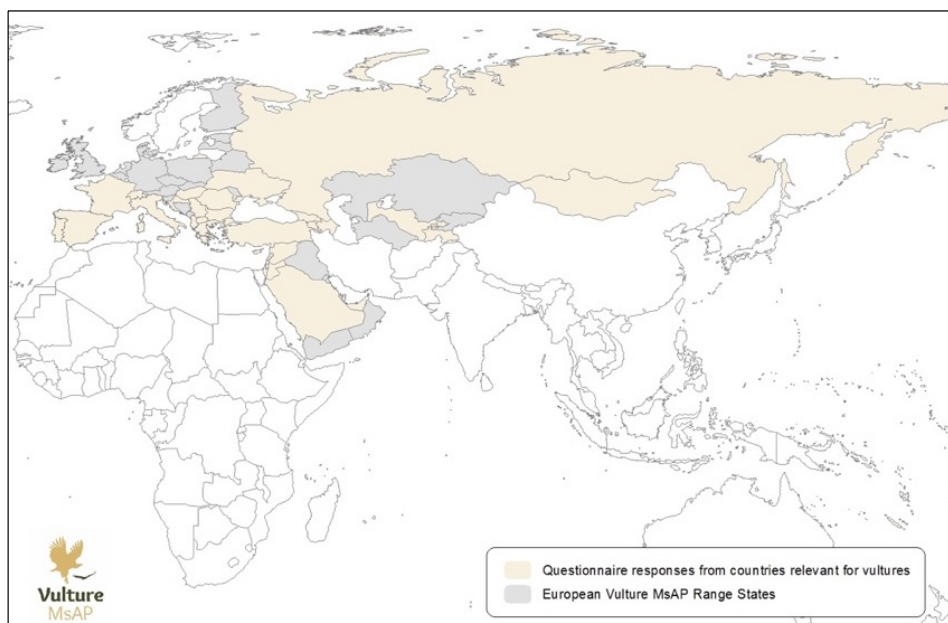 Vulture
MsAP
Questionnaire responses from countries relevant for vultures
European Vulture MsAP Range States